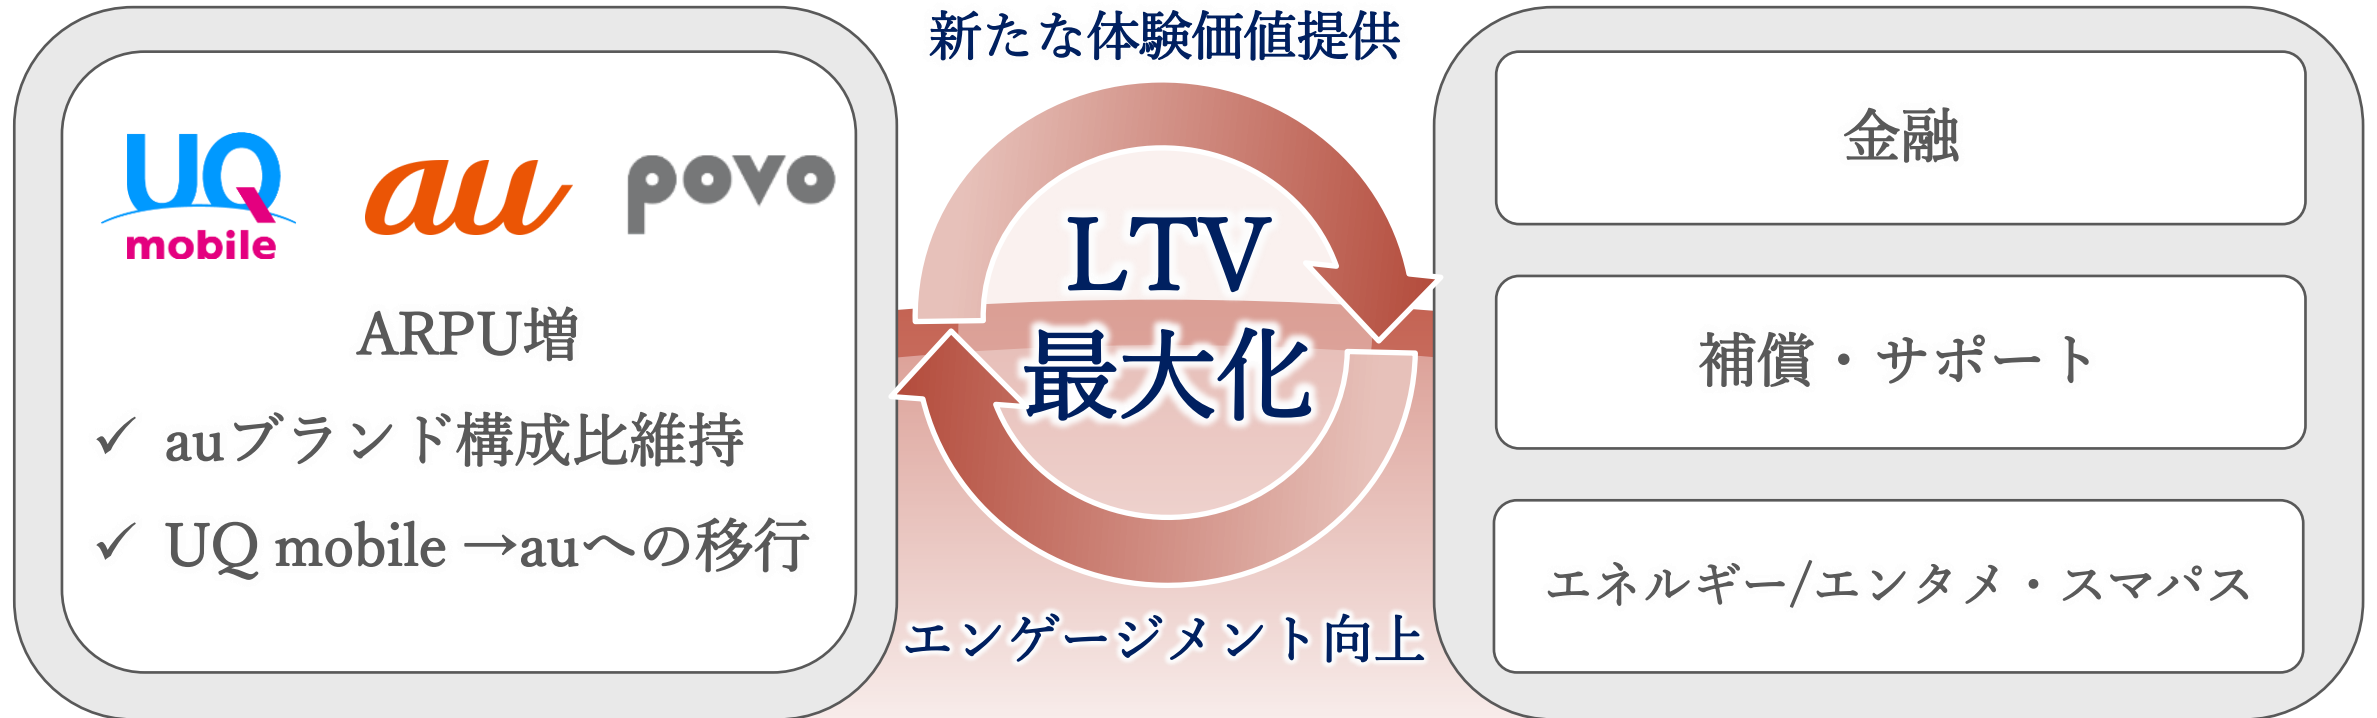 新たな体験価値提供
UQ
mobile
au
povo
ARPU増
✓ auブランド構成比維持
✓ UQ mobile →auへの移行
LTV
最大化
エンゲージメント向上
金融
補償・サポート
エネルギー/エンタメ・スマパス